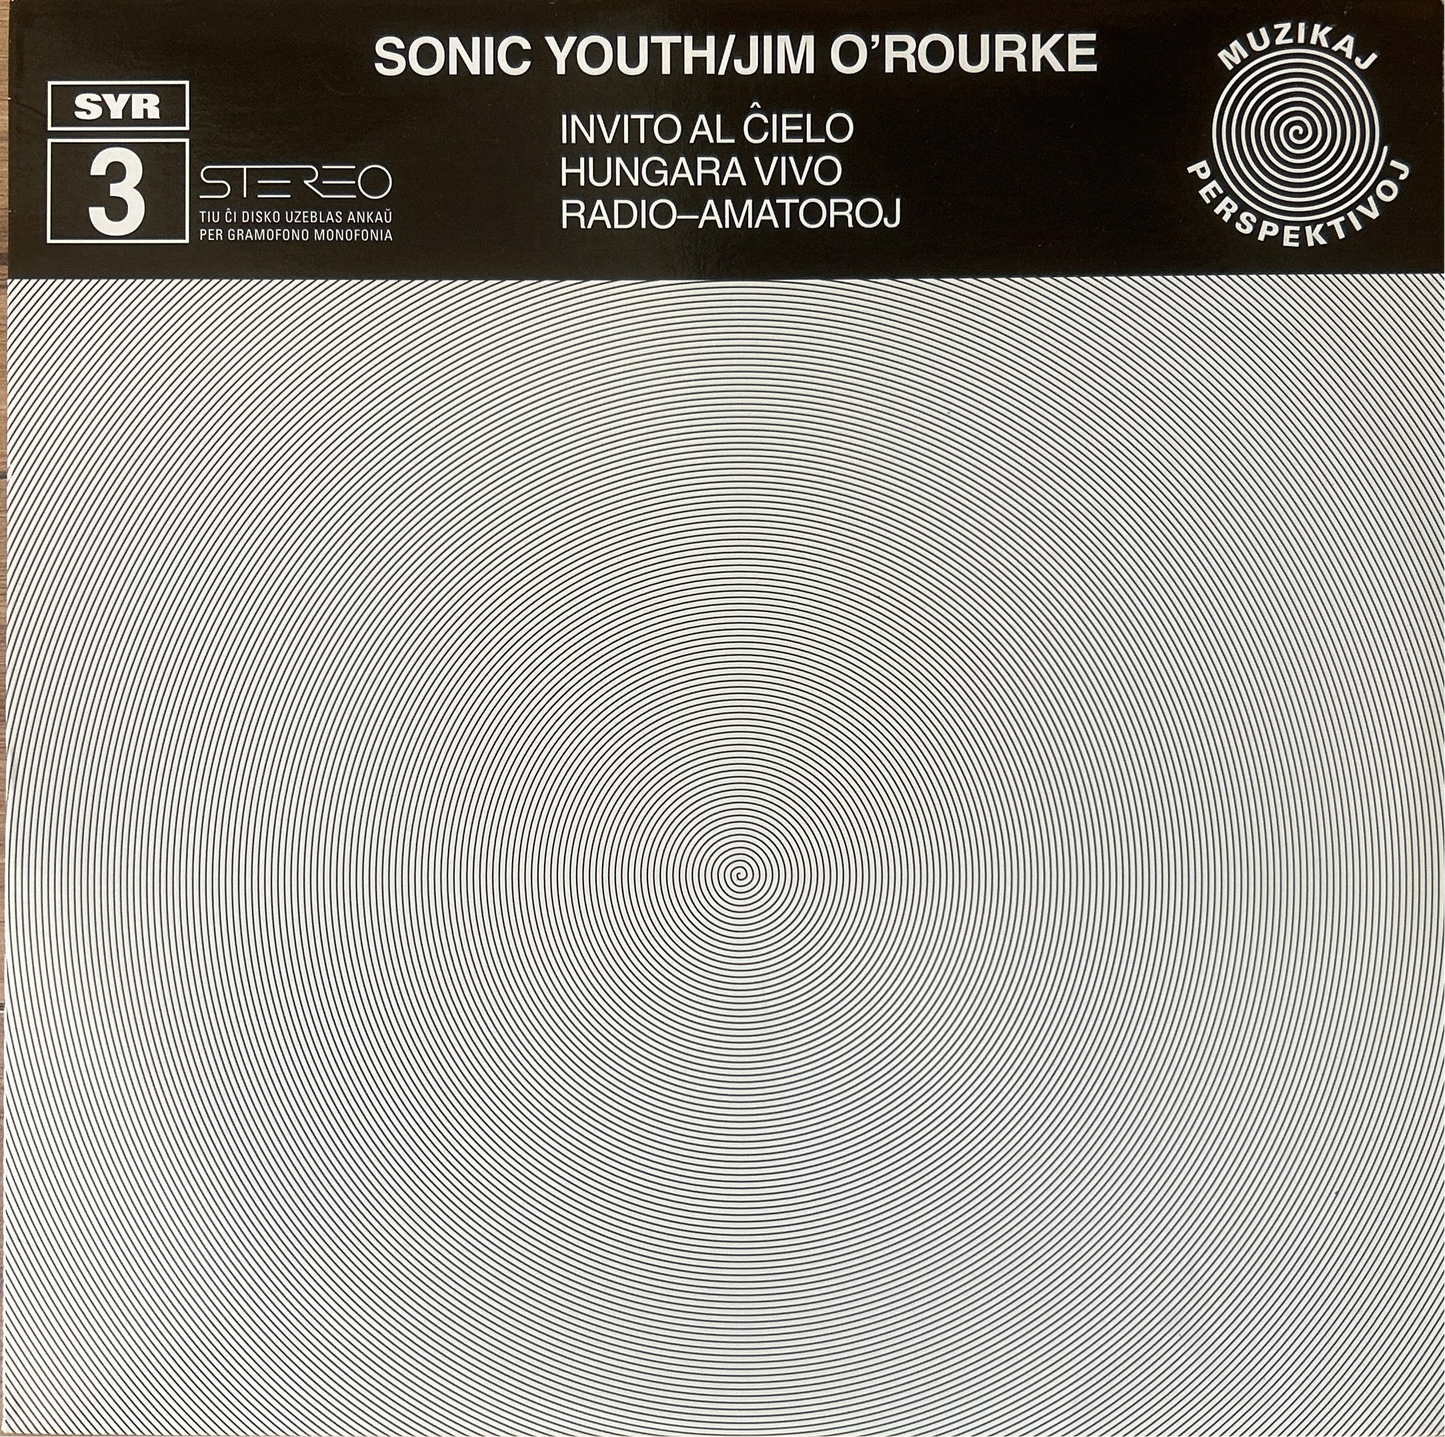 SONIC YOUTH/JIM O’ROURKE
SYR
3
STEREO
TIU ĈI DISKO UZEBLAS ANKAŬ
PER GRAMOFONO MONOFONIA
INVITO AL ĈIELO
HUNGARA VIVO
RADIO–AMATOROJ
MUZIKAJ
PERSPEKTIVOJ